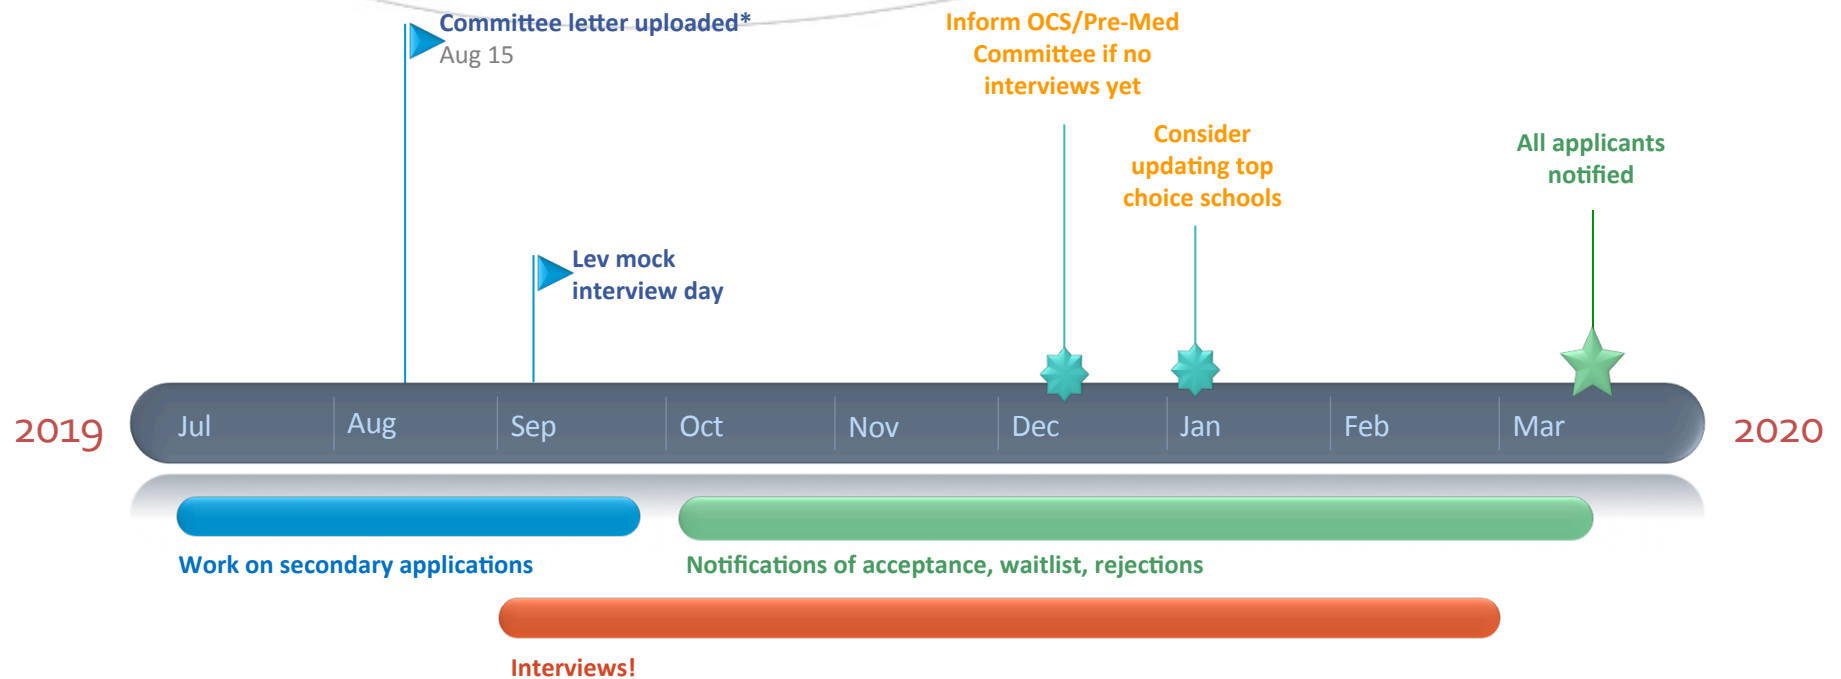 Committee letter uploaded*
Aug 15
Inform OCS/Pre-Med
Committee if no
interviews yet
Consider
updating top
choice schools
All applicants
notified
Lev mock
interview day
2019
Jul
Aug
Sep
Oct
Nov
Dec
Jan
Feb
Mar
2020
Work on secondary applications
Notifications of acceptance, waitlist, rejections
Interviews!